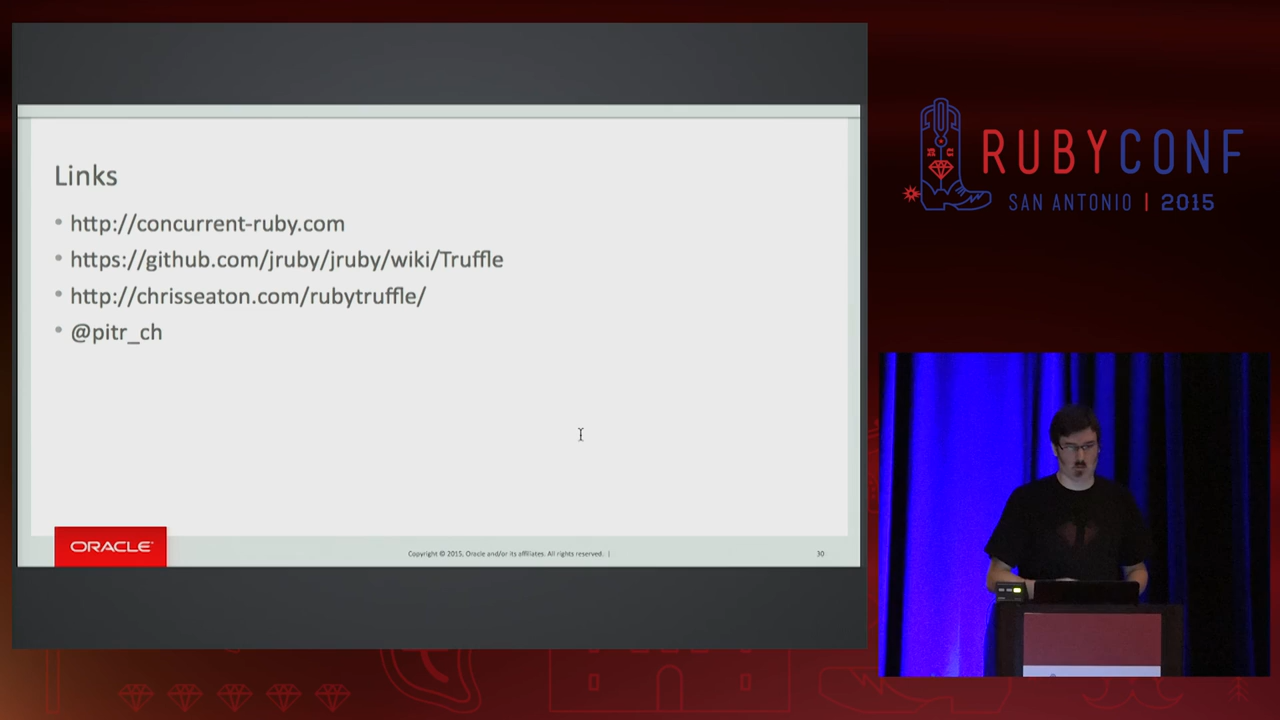 Links
• http://concurrent-ruby.com
• https://github.com/jruby/jruby/wiki/Truffle
• http://chrisseaton.com/rubytruffle/
• @pitr_ch
ORACLE
Copyright © 2015, Oracle and/or its affiliates. All rights reserved. |
30
RUBYCONF
SAN ANTONIO | 2015